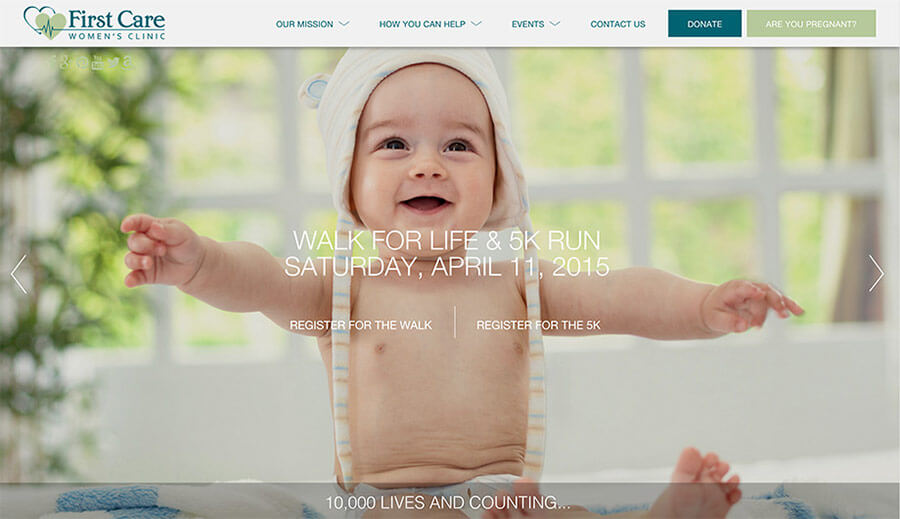 First Care
WOMEN'S CLINIC
OUR MISSION
HOW YOU CAN HELP
EVENTS
CONTACT US
DONATE
ARE YOU PREGNANT?
WALK FOR LIFE & 5K RUN
SATURDAY, APRIL 11, 2015
REGISTER FOR THE WALK
REGISTER FOR THE 5K
10,000 LIVES AND COUNTING...